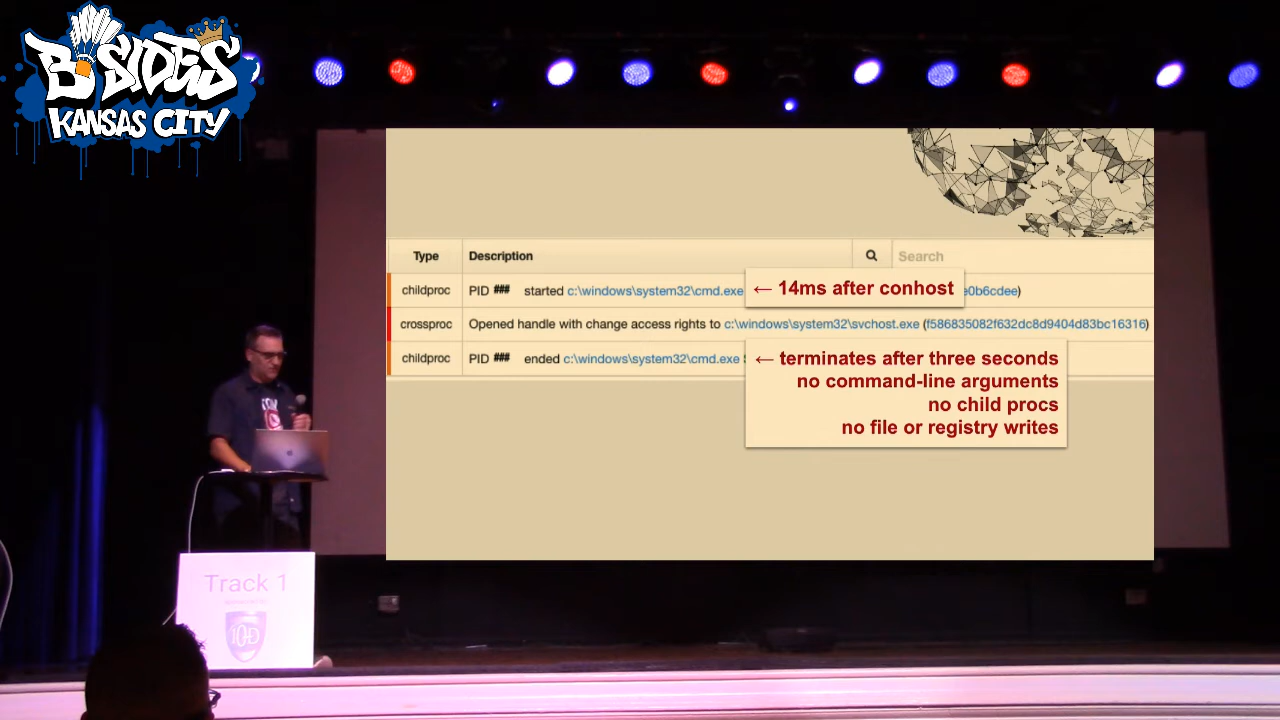 B-SIDES
KANSAS CITY
Type Description Search
childproc PID ### started c:\windows\system32\cmd.exe e0b6cdee)
← 14ms after conhost
crossproc Opened handle with change access rights to c:\windows\system32\svchost.exe (f586835082f632dc8d9404d83bc16316)
childproc PID ### ended c:\windows\system32\cmd.exe
← terminates after three seconds
no command-line arguments
no child procs
no file or registry writes
Track 1